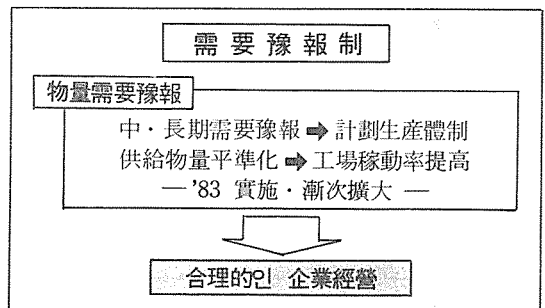 需要豫報制
物量需要豫報
中·長期需要豫報 ➡ 計劃生産體制
供給物量平準化 ➡ 工場稼動率提高
— '83 實施·漸次擴大 —
合理的인 企業經營